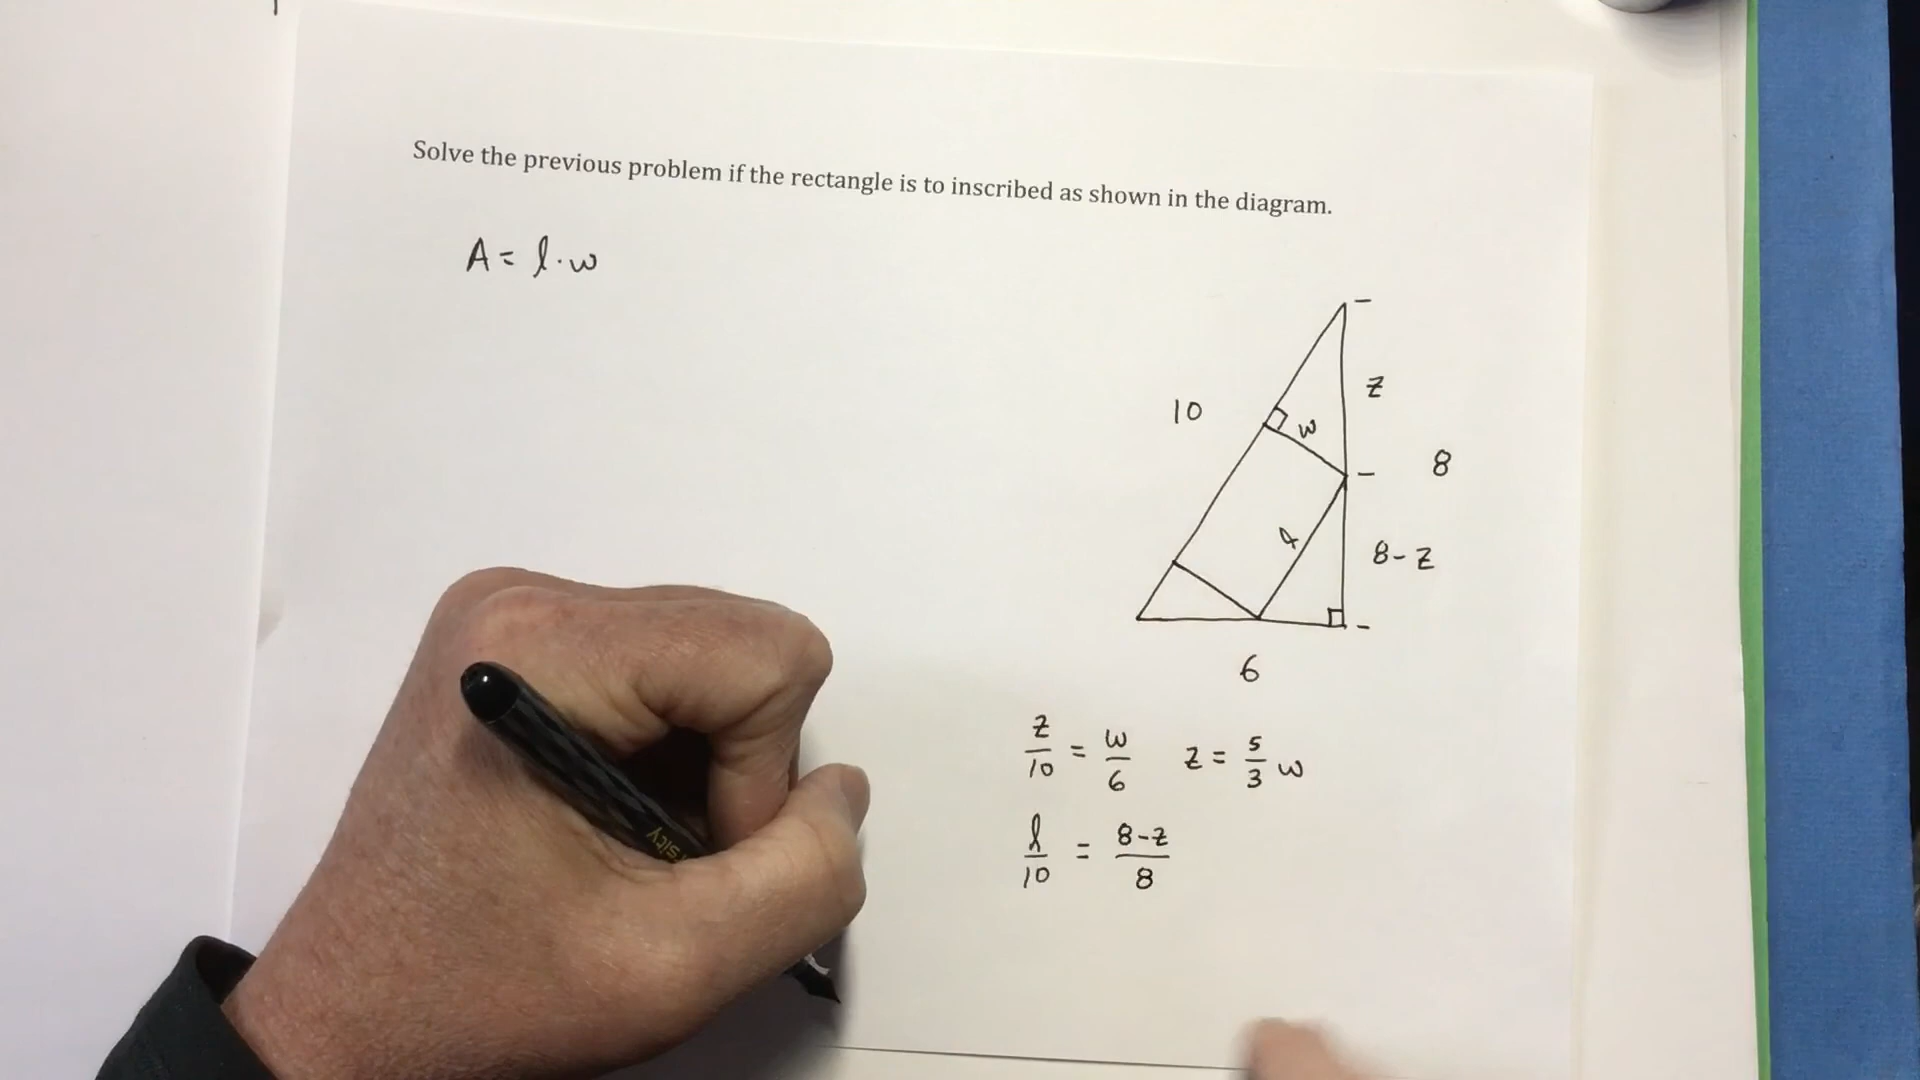 Solve the previous problem if the rectangle is to inscribed as shown in the diagram.
A = l · w
10
w
z
8
l
8 - z
6
z/10 = w/6 z = 5/3 w
l/10 = (8-z)/8
rsity